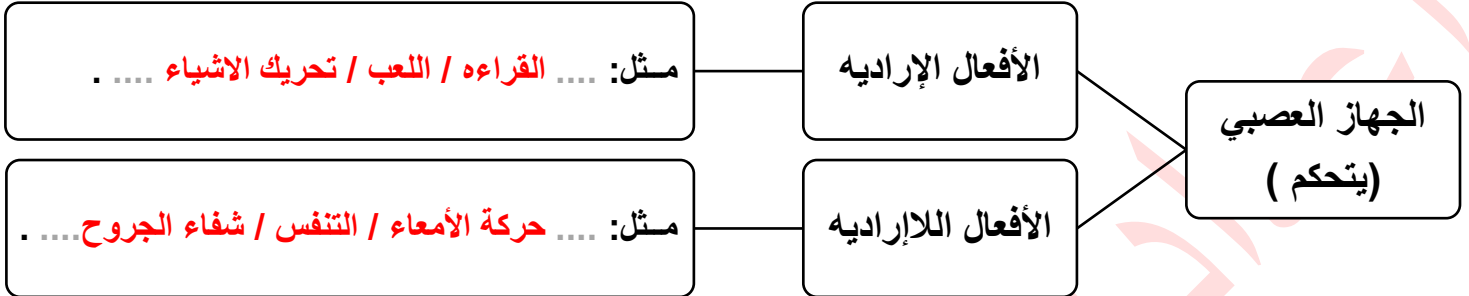 الجهاز العصبي
(يتحكم )
الأفعال الإراديه
مـثل: .... القراءه / اللعب / تحريك الاشياء .... .
الأفعال اللاإراديه
مـثل: .... حركة الأمعاء / التنفس / شفاء الجروح.... .